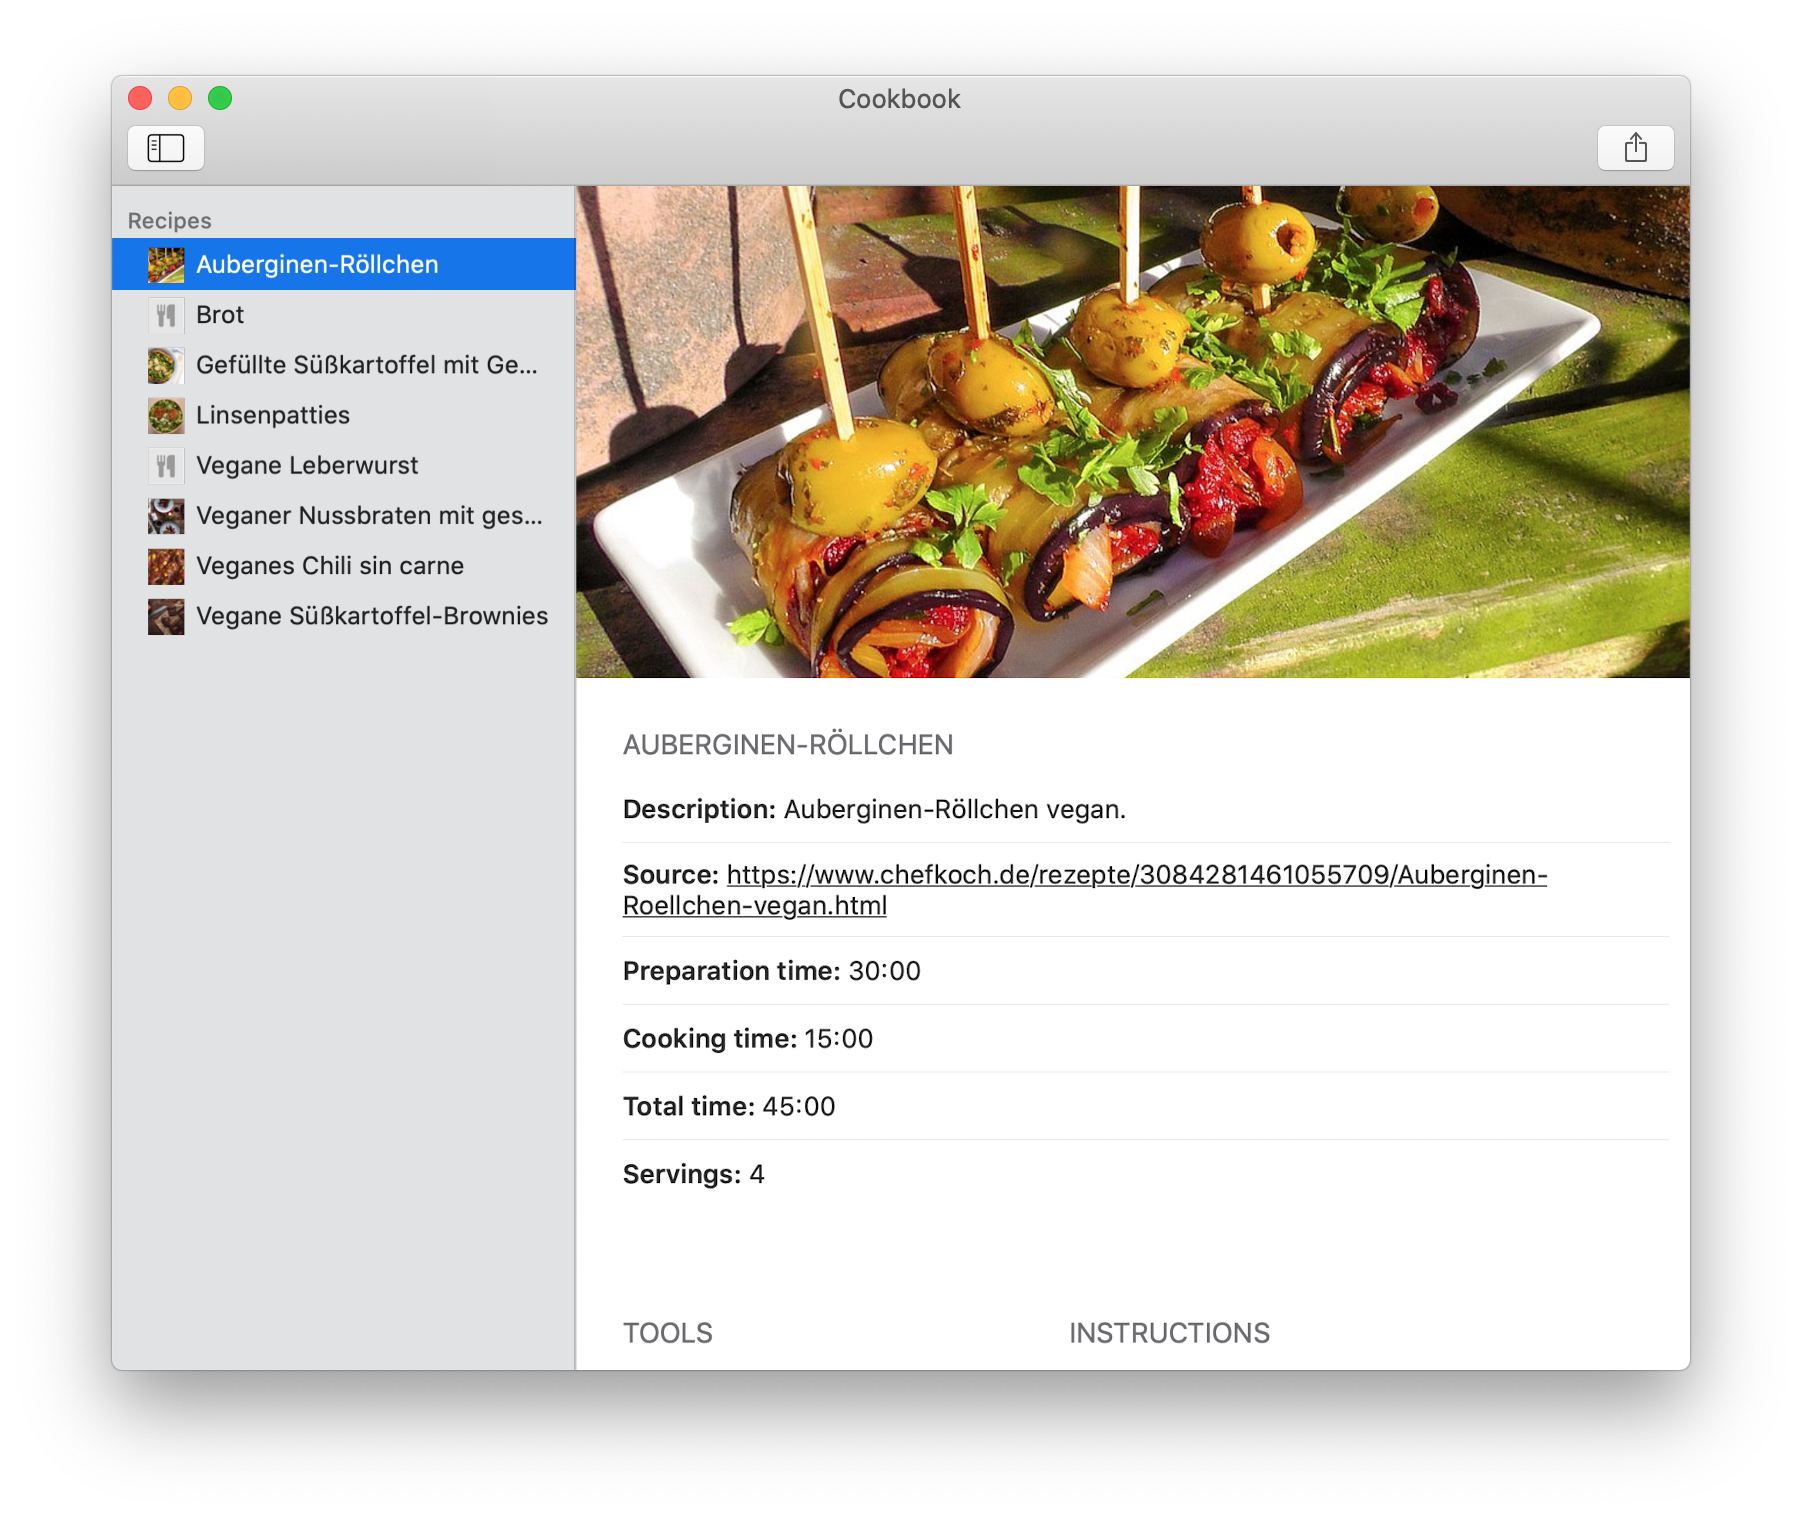 Cookbook
Recipes
Auberginen-Röllchen
Brot
Gefüllte Süßkartoffel mit Ge...
Linsenpatties
Vegane Leberwurst
Veganer Nussbraten mit ges...
Veganes Chili sin carne
Vegane Süßkartoffel-Brownies
AUBERGINEN-RÖLLCHEN
Description: Auberginen-Röllchen vegan.
Source: https://www.chefkoch.de/rezepte/3084281461055709/Auberginen-
Roellchen-vegan.html
Preparation time: 30:00
Cooking time: 15:00
Total time: 45:00
Servings: 4
TOOLS
INSTRUCTIONS